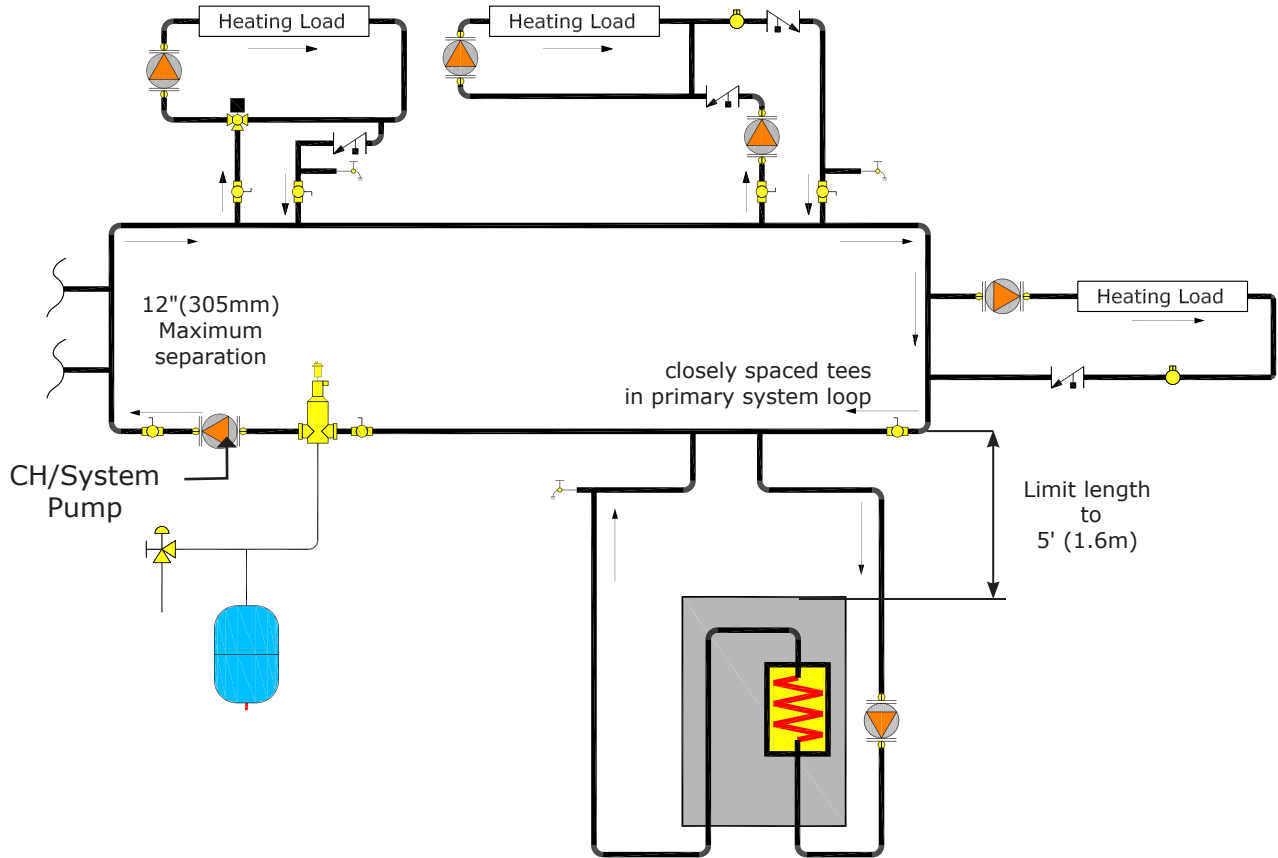 Heating Load
Heating Load
12"(305mm)
Maximum
separation
Heating Load
closely spaced tees
in primary system loop
CH/System
Pump
Limit length
to
5' (1.6m)